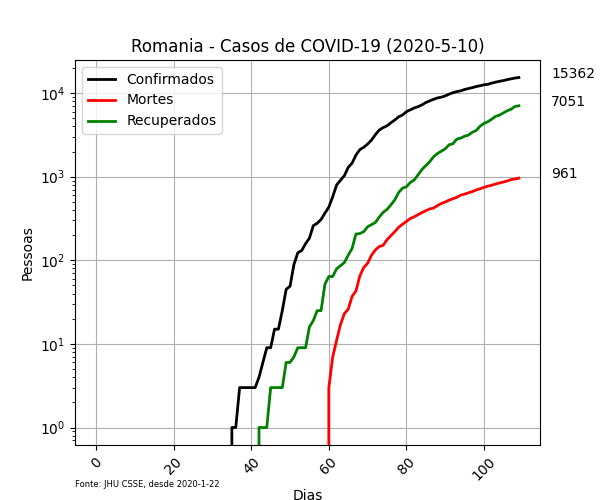 Romania - Casos de COVID-19 (2020-5-10)
Confirmados
Mortes
Recuperados
15362
7051
961
10⁴
10³
10²
10¹
10⁰
Pessoas
0
20
40
60
80
100
Dias
Fonte: JHU CSSE, desde 2020-1-22